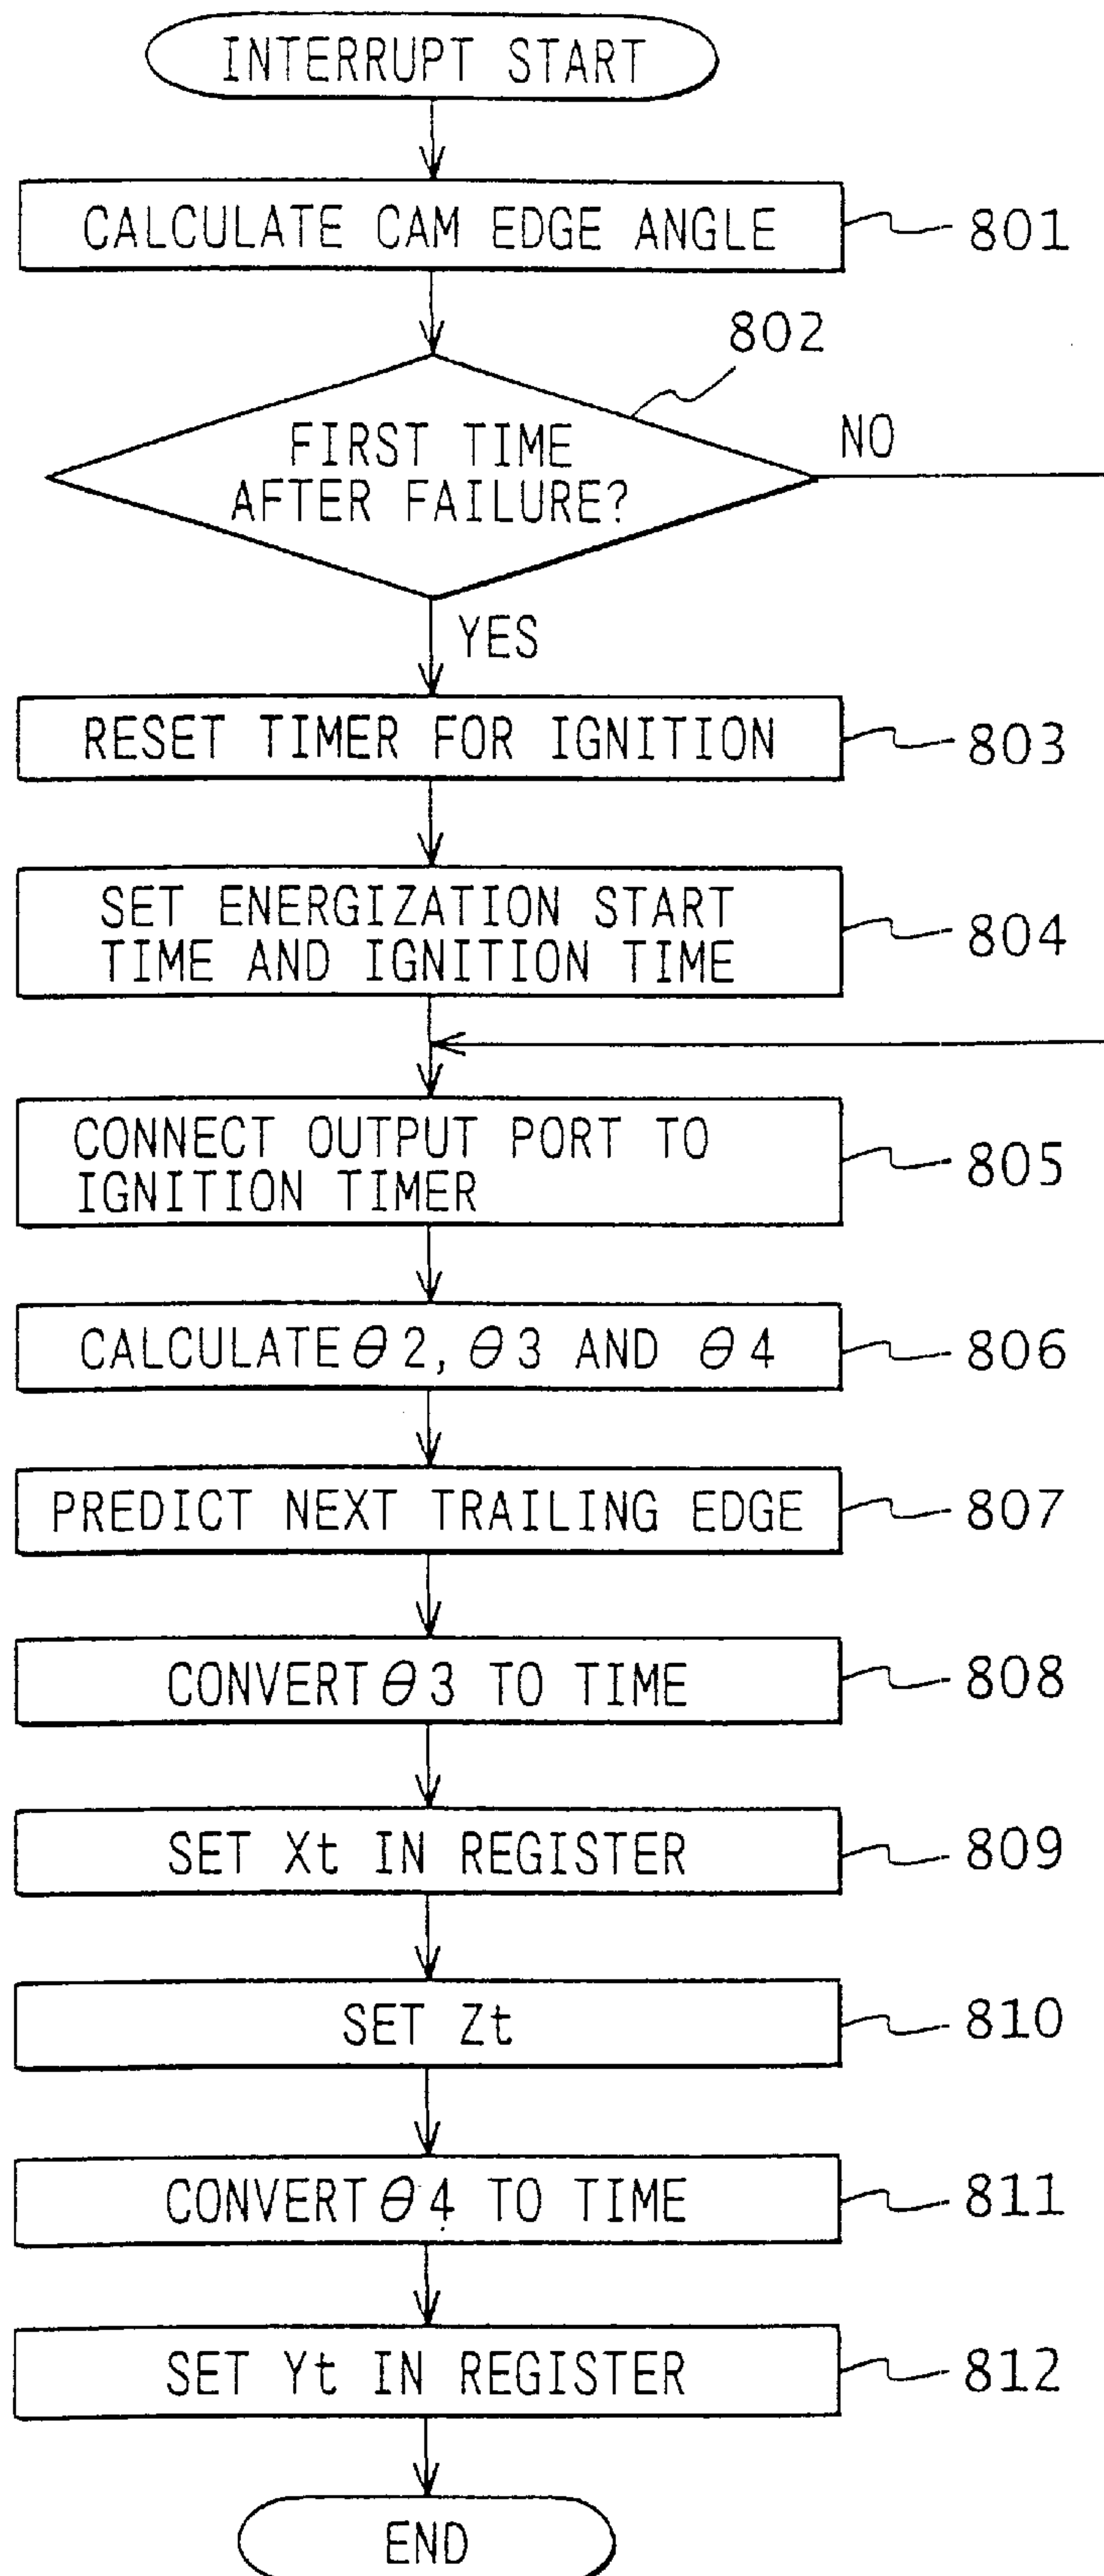 INTERRUPT START
CALCULATE CAM EDGE ANGLE
801
802
FIRST TIME
AFTER FAILURE?
NO
YES
RESET TIMER FOR IGNITION
803
SET ENERGIZATION START
TIME AND IGNITION TIME
804
CONNECT OUTPUT PORT TO
IGNITION TIMER
805
CALCULATE θ2, θ3 AND θ4
806
PREDICT NEXT TRAILING EDGE
807
CONVERT θ3 TO TIME
808
SET Xt IN REGISTER
809
SET Zt
810
CONVERT θ4 TO TIME
811
SET Yt IN REGISTER
812
END